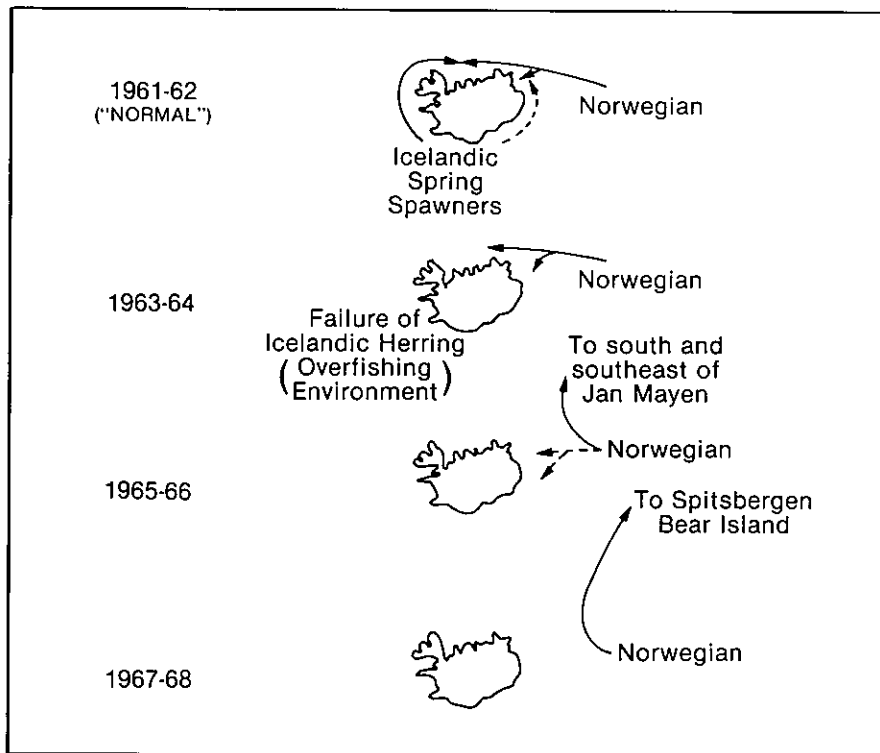 1961-62
("NORMAL")
Norwegian
Icelandic
Spring
Spawners
1963-64
Norwegian
Failure of
Icelandic Herring
(Overfishing
Environment)
To south and
southeast of
Jan Mayen
1965-66
Norwegian
To Spitsbergen
Bear Island
1967-68
Norwegian